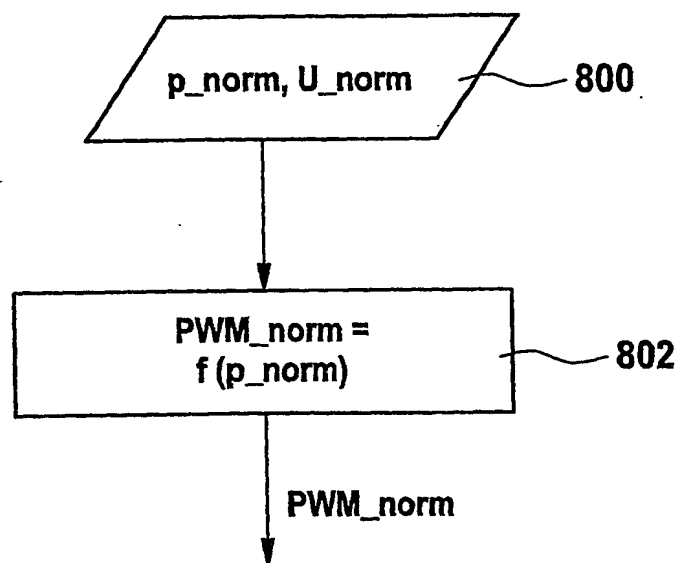 p_norm, U_norm
800
PWM_norm =
f (p_norm)
802
PWM_norm